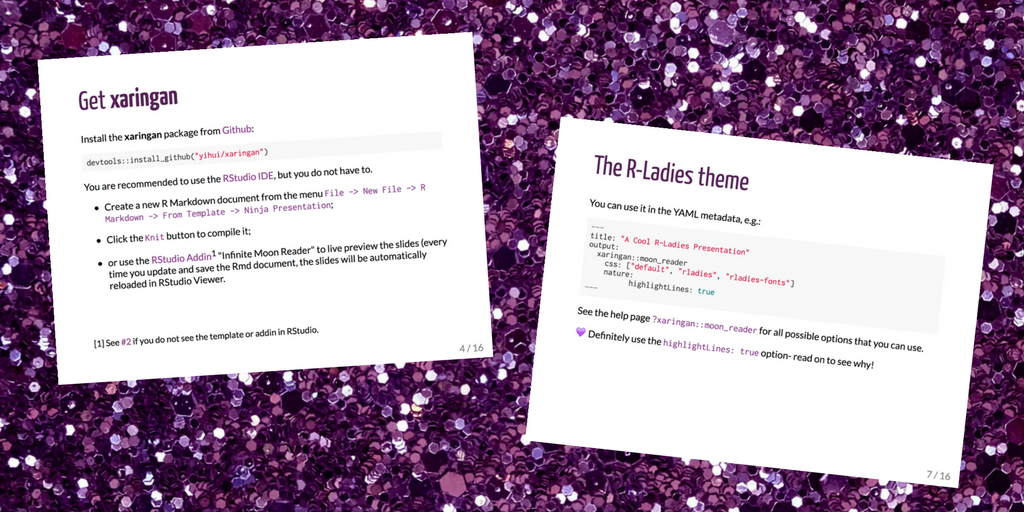 Get xaringan
Install the xaringan package from Github:
devtools::install_github("yihui/xaringan")
You are recommended to use the RStudio IDE, but you do not have to.
• Create a new R Markdown document from the menu File -> New File -> R
Markdown -> From Template -> Ninja Presentation;
• Click the Knit button to compile it;
• or use the RStudio Addin1 "Infinite Moon Reader" to live preview the slides (every
time you update and save the Rmd document, the slides will be automatically
reloaded in RStudio Viewer.
[1] See #2 if you do not see the template or addin in RStudio.
4 / 16
The R-Ladies theme
You can use it in the YAML metadata, e.g.:
---
title: "A Cool R-Ladies Presentation"
output:
  xaringan::moon_reader
    css: ["default", "rladies", "rladies-fonts"]
    nature:
          highlightLines: true
---
See the help page ?xaringan::moon_reader for all possible options that you can use.
💜 Definitely use the highlightLines: true option- read on to see why!
7 / 16